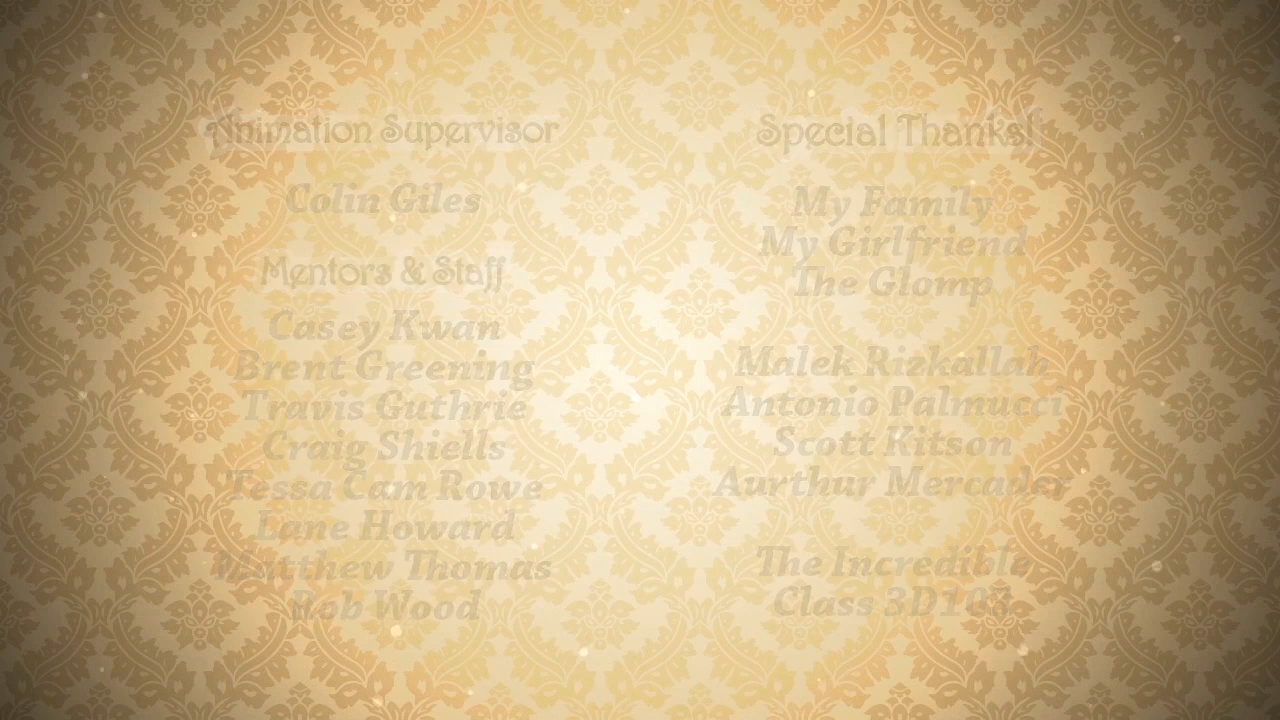 Animation Supervisor
Colin Giles
Mentors & Staff
Casey Kwan
Brent Greening
Travis Guthrie
Craig Shiells
Tessa Cam Rowe
Lane Howard
Matthew Thomas
Rob Wood
Special Thanks!
My Family
My Girlfriend
The Glomp
Malek Rizkallah
Antonio Palmucci
Scott Kitson
Aurthur Mercader
The Incredible
Class 3D103